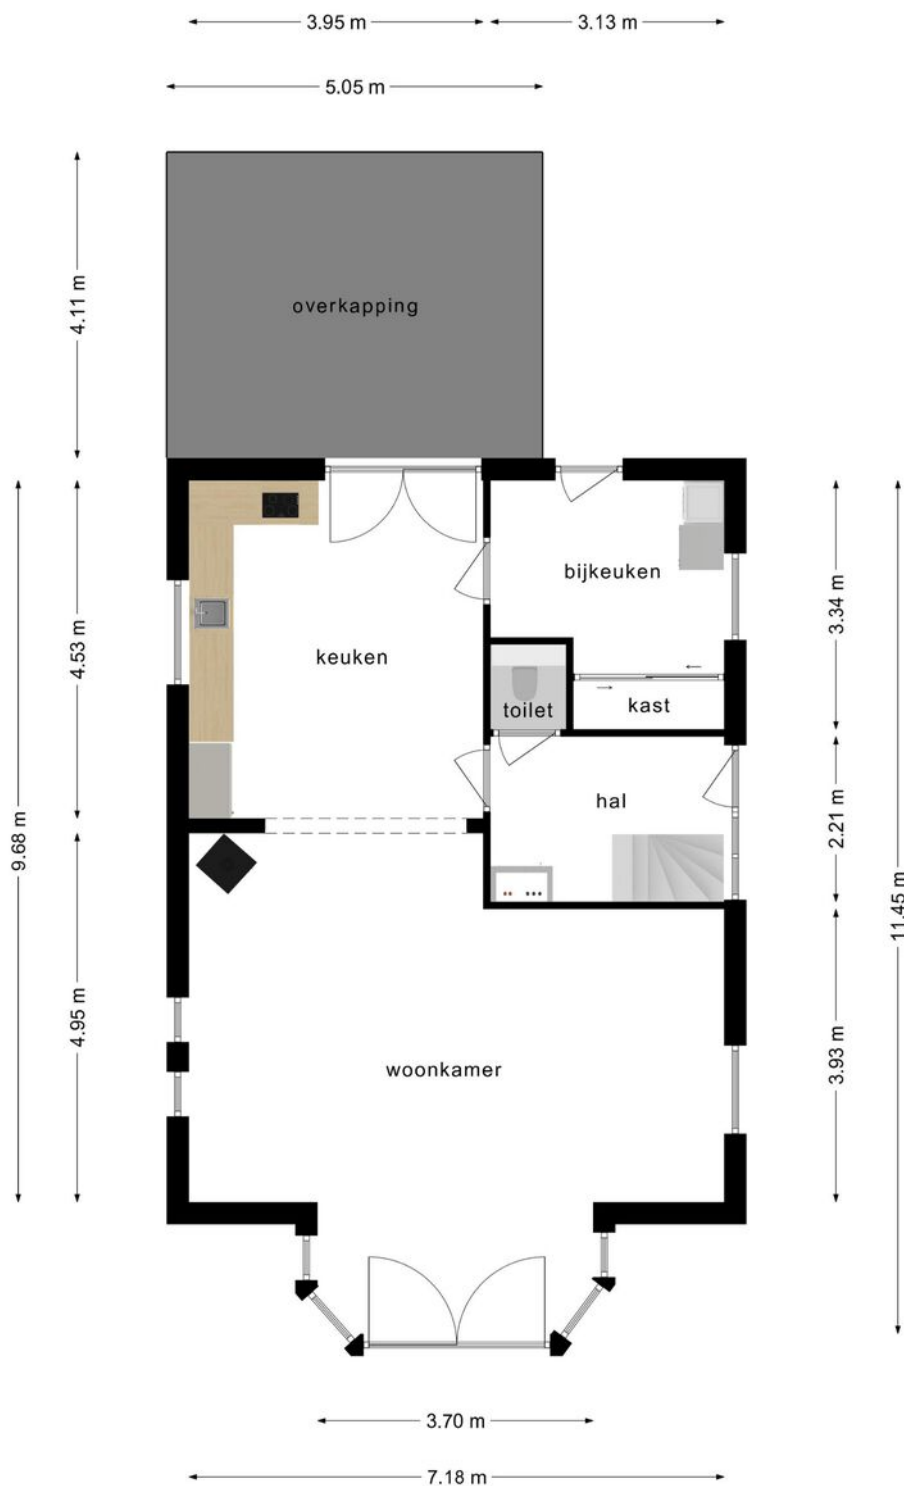 3.95 m 3.13 m
5.05 m
4.11 m
overkapping
9.68 m
4.53 m
4.95 m
keuken
bijkeuken
toilet
kast
hal
woonkamer
3.34 m
2.21 m
3.93 m
11.45 m
3.70 m
7.18 m